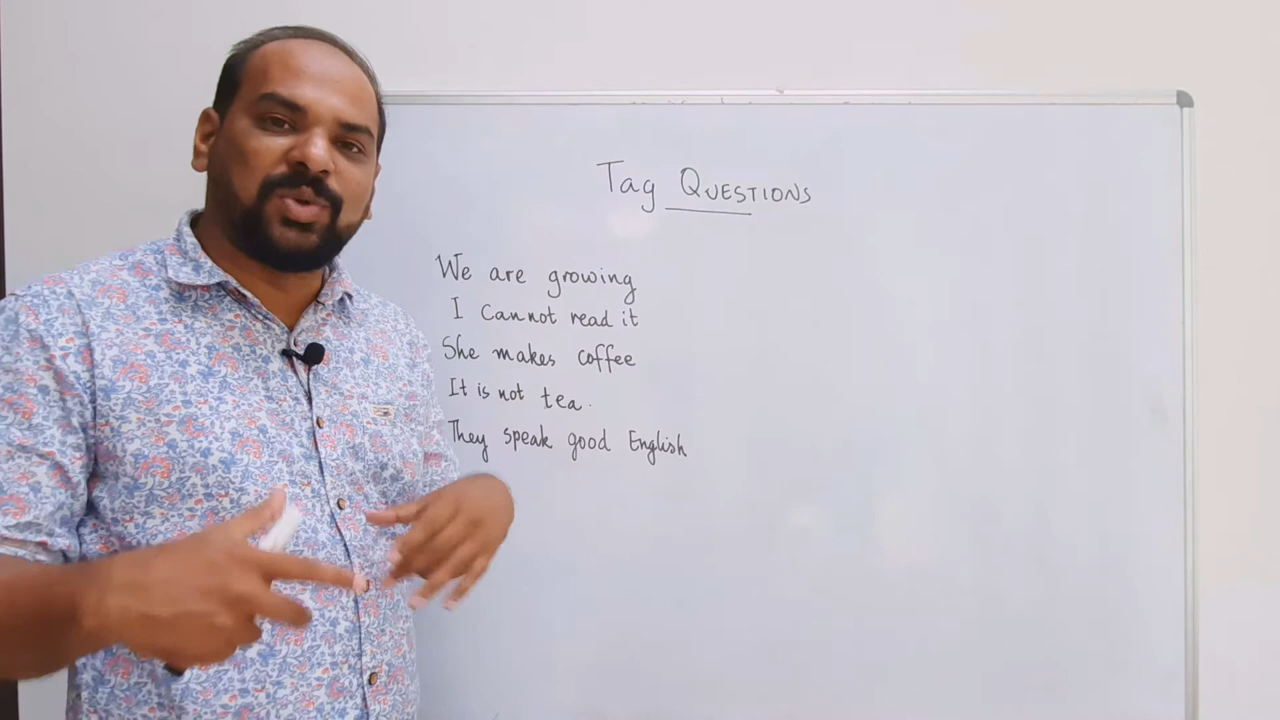 Tag QUESTIONS
We are growing
I cannot read it
She makes coffee
It is not tea.
They speak good English